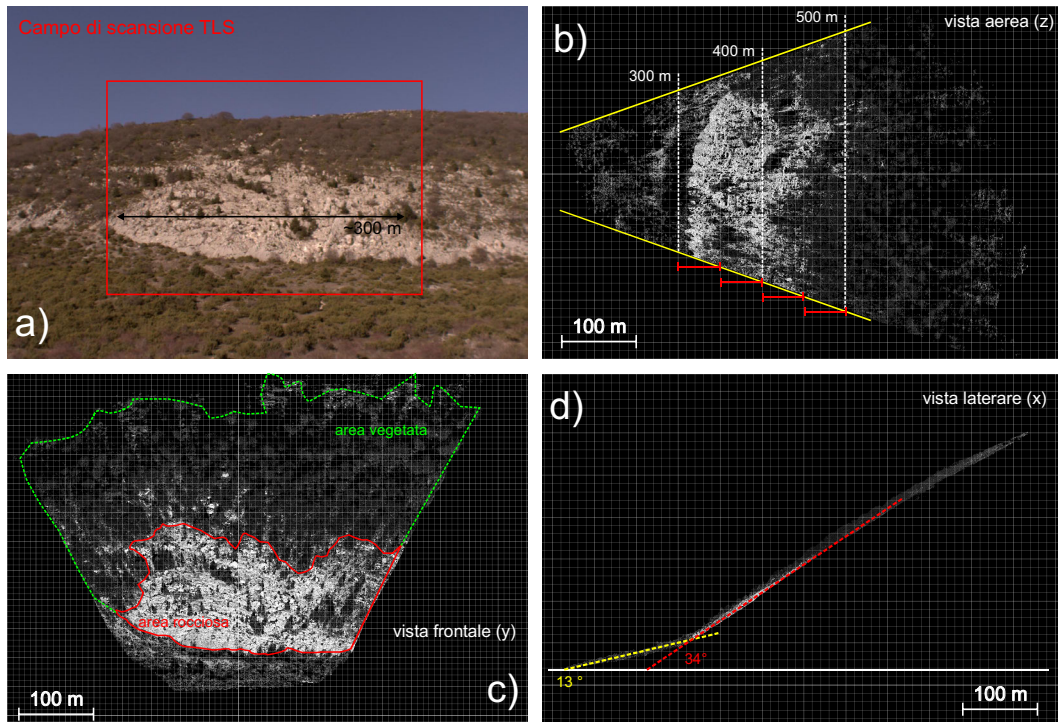 Campo di scansione TLS
~300 m
a)
b)
vista aerea (z)
500 m
400 m
300 m
100 m
area vegetata
area rocciosa
vista frontale (y)
100 m
c)
d)
vista laterare (x)
34°
13 °
100 m